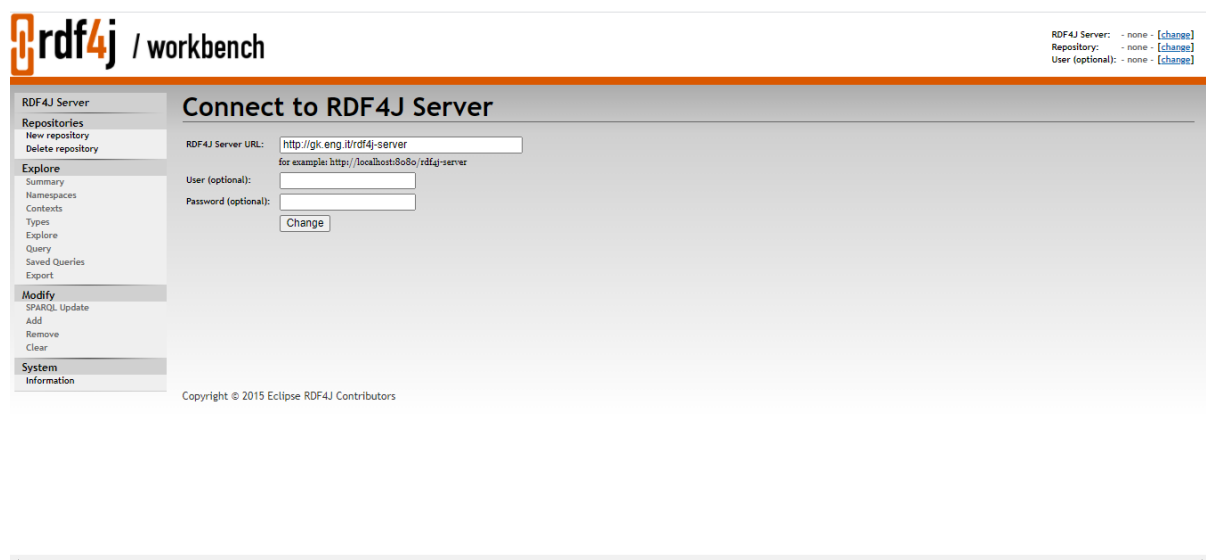 rdf4j / workbench
RDF4J Server: - none - [change]
Repository: - none - [change]
User (optional): - none - [change]
RDF4J Server
Repositories
New repository
Delete repository
Explore
Summary
Namespaces
Contexts
Types
Explore
Query
Saved Queries
Export
Modify
SPARQL Update
Add
Remove
Clear
System
Information
Connect to RDF4J Server
RDF4J Server URL: http://gk.eng.it/rdf4j-server
for example: http://localhost:8080/rdf4j-server
User (optional):
Password (optional):
Change
Copyright © 2015 Eclipse RDF4J Contributors